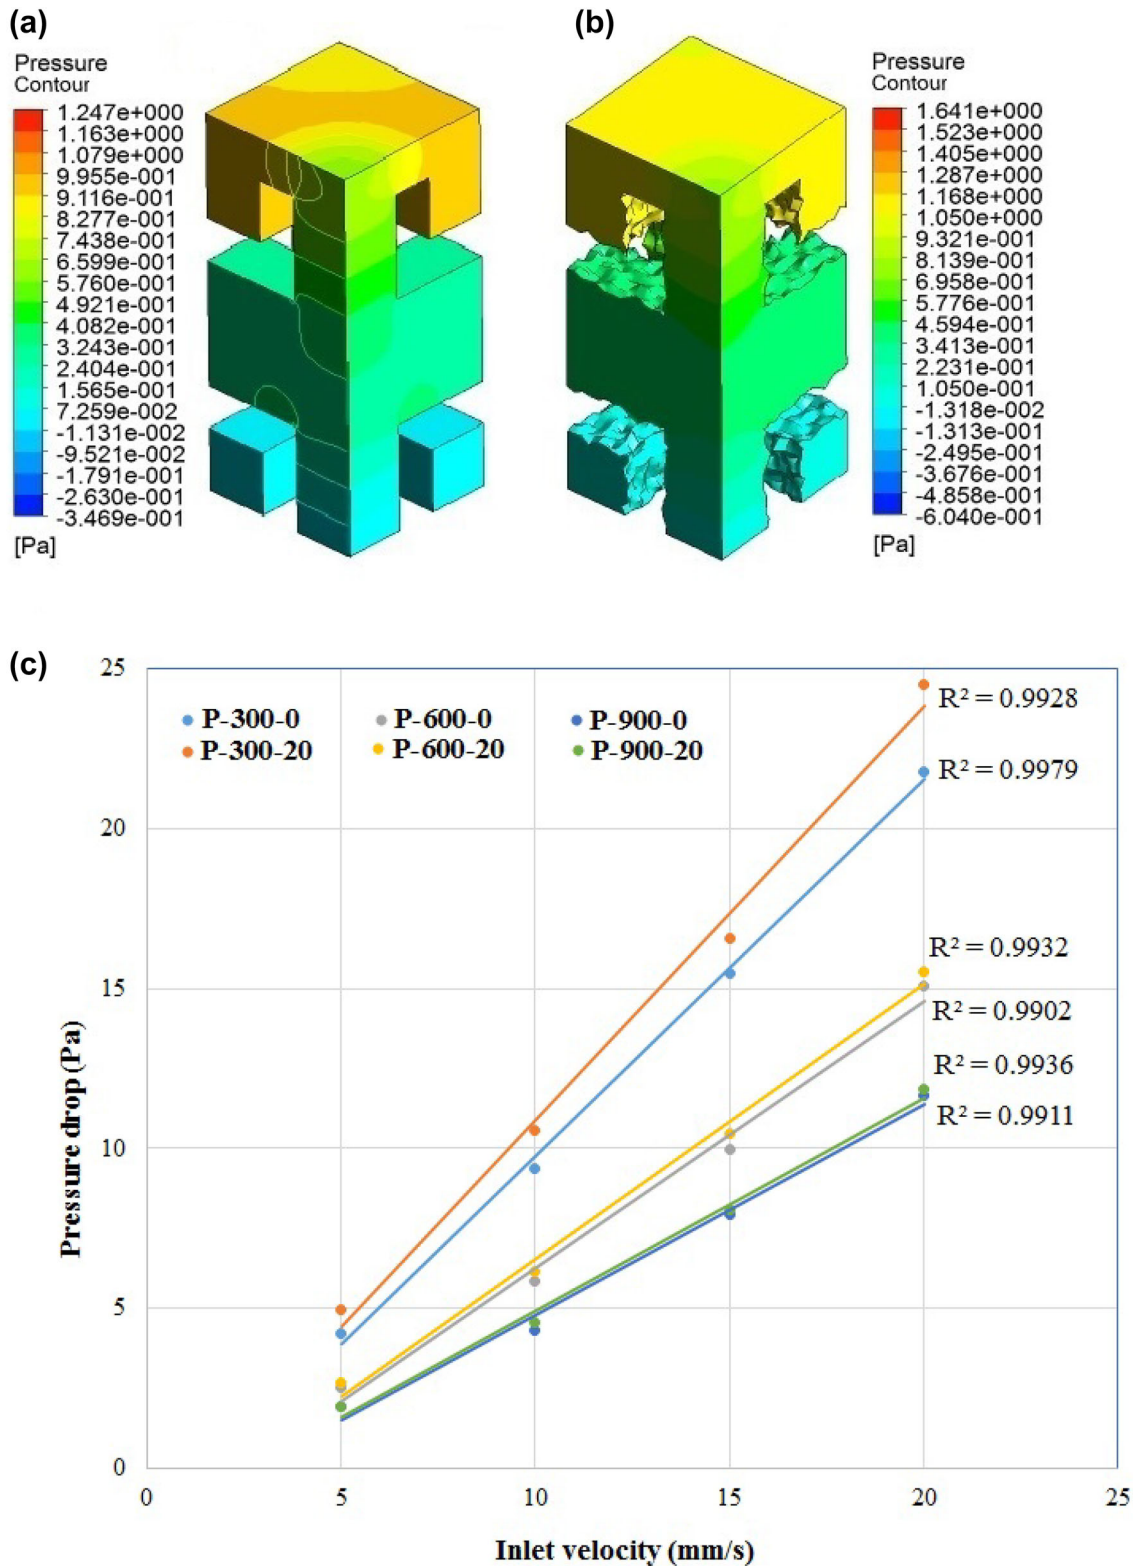 (a)
Pressure
Contour
1.247e+000
1.163e+000
1.079e+000
9.955e-001
9.116e-001
8.277e-001
7.438e-001
6.599e-001
5.760e-001
4.921e-001
4.082e-001
3.243e-001
2.404e-001
1.565e-001
7.259e-002
-1.131e-002
-9.521e-002
-1.791e-001
-2.630e-001
-3.469e-001
[Pa]
(b)
Pressure
Contour
1.641e+000
1.523e+000
1.405e+000
1.287e+000
1.168e+000
1.050e+000
9.321e-001
8.139e-001
6.958e-001
5.776e-001
4.594e-001
3.413e-001
2.231e-001
1.050e-001
-1.318e-002
-1.313e-001
-2.495e-001
-3.676e-001
-4.858e-001
-6.040e-001
[Pa]
(c)
P-300-0 P-600-0 P-900-0
P-300-20 P-600-20 P-900-20
R² = 0.9928
R² = 0.9979
R² = 0.9932
R² = 0.9902
R² = 0.9936
R² = 0.9911
Pressure drop (Pa)
25
20
15
10
5
0
0 5 10 15 20 25
Inlet velocity (mm/s)